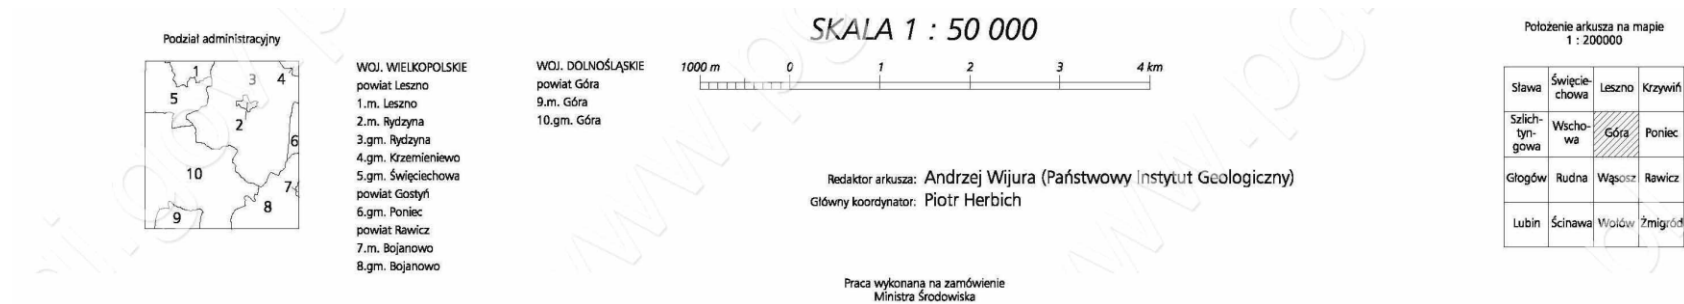 Podział administracyjny
1
3
4
5
2
6
10
7
8
9
WOJ. WIELKOPOLSKIE
powiat Leszno
1.m. Leszno
2.m. Rydzyna
3.gm. Rydzyna
4.gm. Krzemieniewo
5.gm. Święciechowa
powiat Gostyń
6.gm. Poniec
powiat Rawicz
7.m. Bojanowo
8.gm. Bojanowo
WOJ. DOLNOŚLĄSKIE
powiat Góra
9.m. Góra
10.gm. Góra
SKALA 1 : 50 000
1000 m 0 1 2 3 4 km
Redaktor arkusza: Andrzej Wijura (Państwowy Instytut Geologiczny)
Główny koordynator: Piotr Herbich
Praca wykonana na zamówienie
Ministra Środowiska
Położenie arkusza na mapie
1 : 200000
Sława Święcie-chowa Leszno Krzywiń
Szlich-tyn-gowa Wscho-wa Góra Poniec
Głogów Rudna Wąsosz Rawicz
Lubin Ścinawa Wołów Żmigród